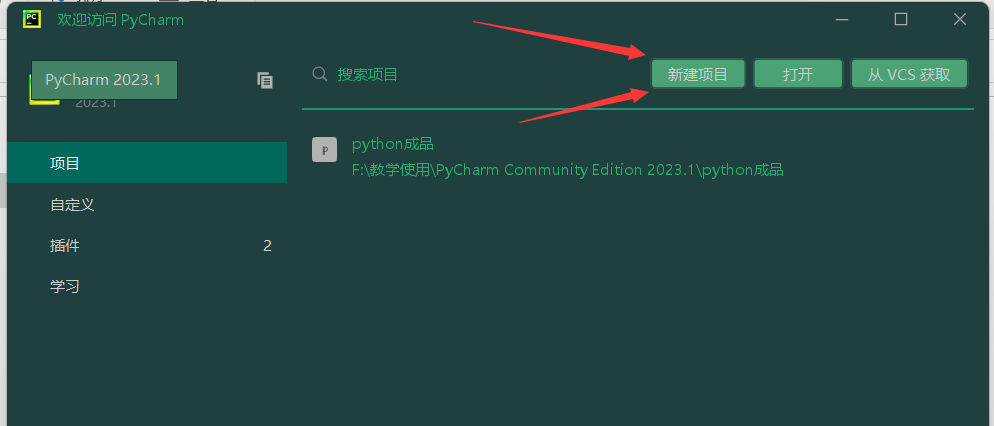 欢迎访问 PyCharm
PyCharm 2023.1
2023.1
搜索项目
新建项目
打开
从 VCS 获取
项目
自定义
插件 2
学习
P
python成品
F:\教学使用\PyCharm Community Edition 2023.1\python成品